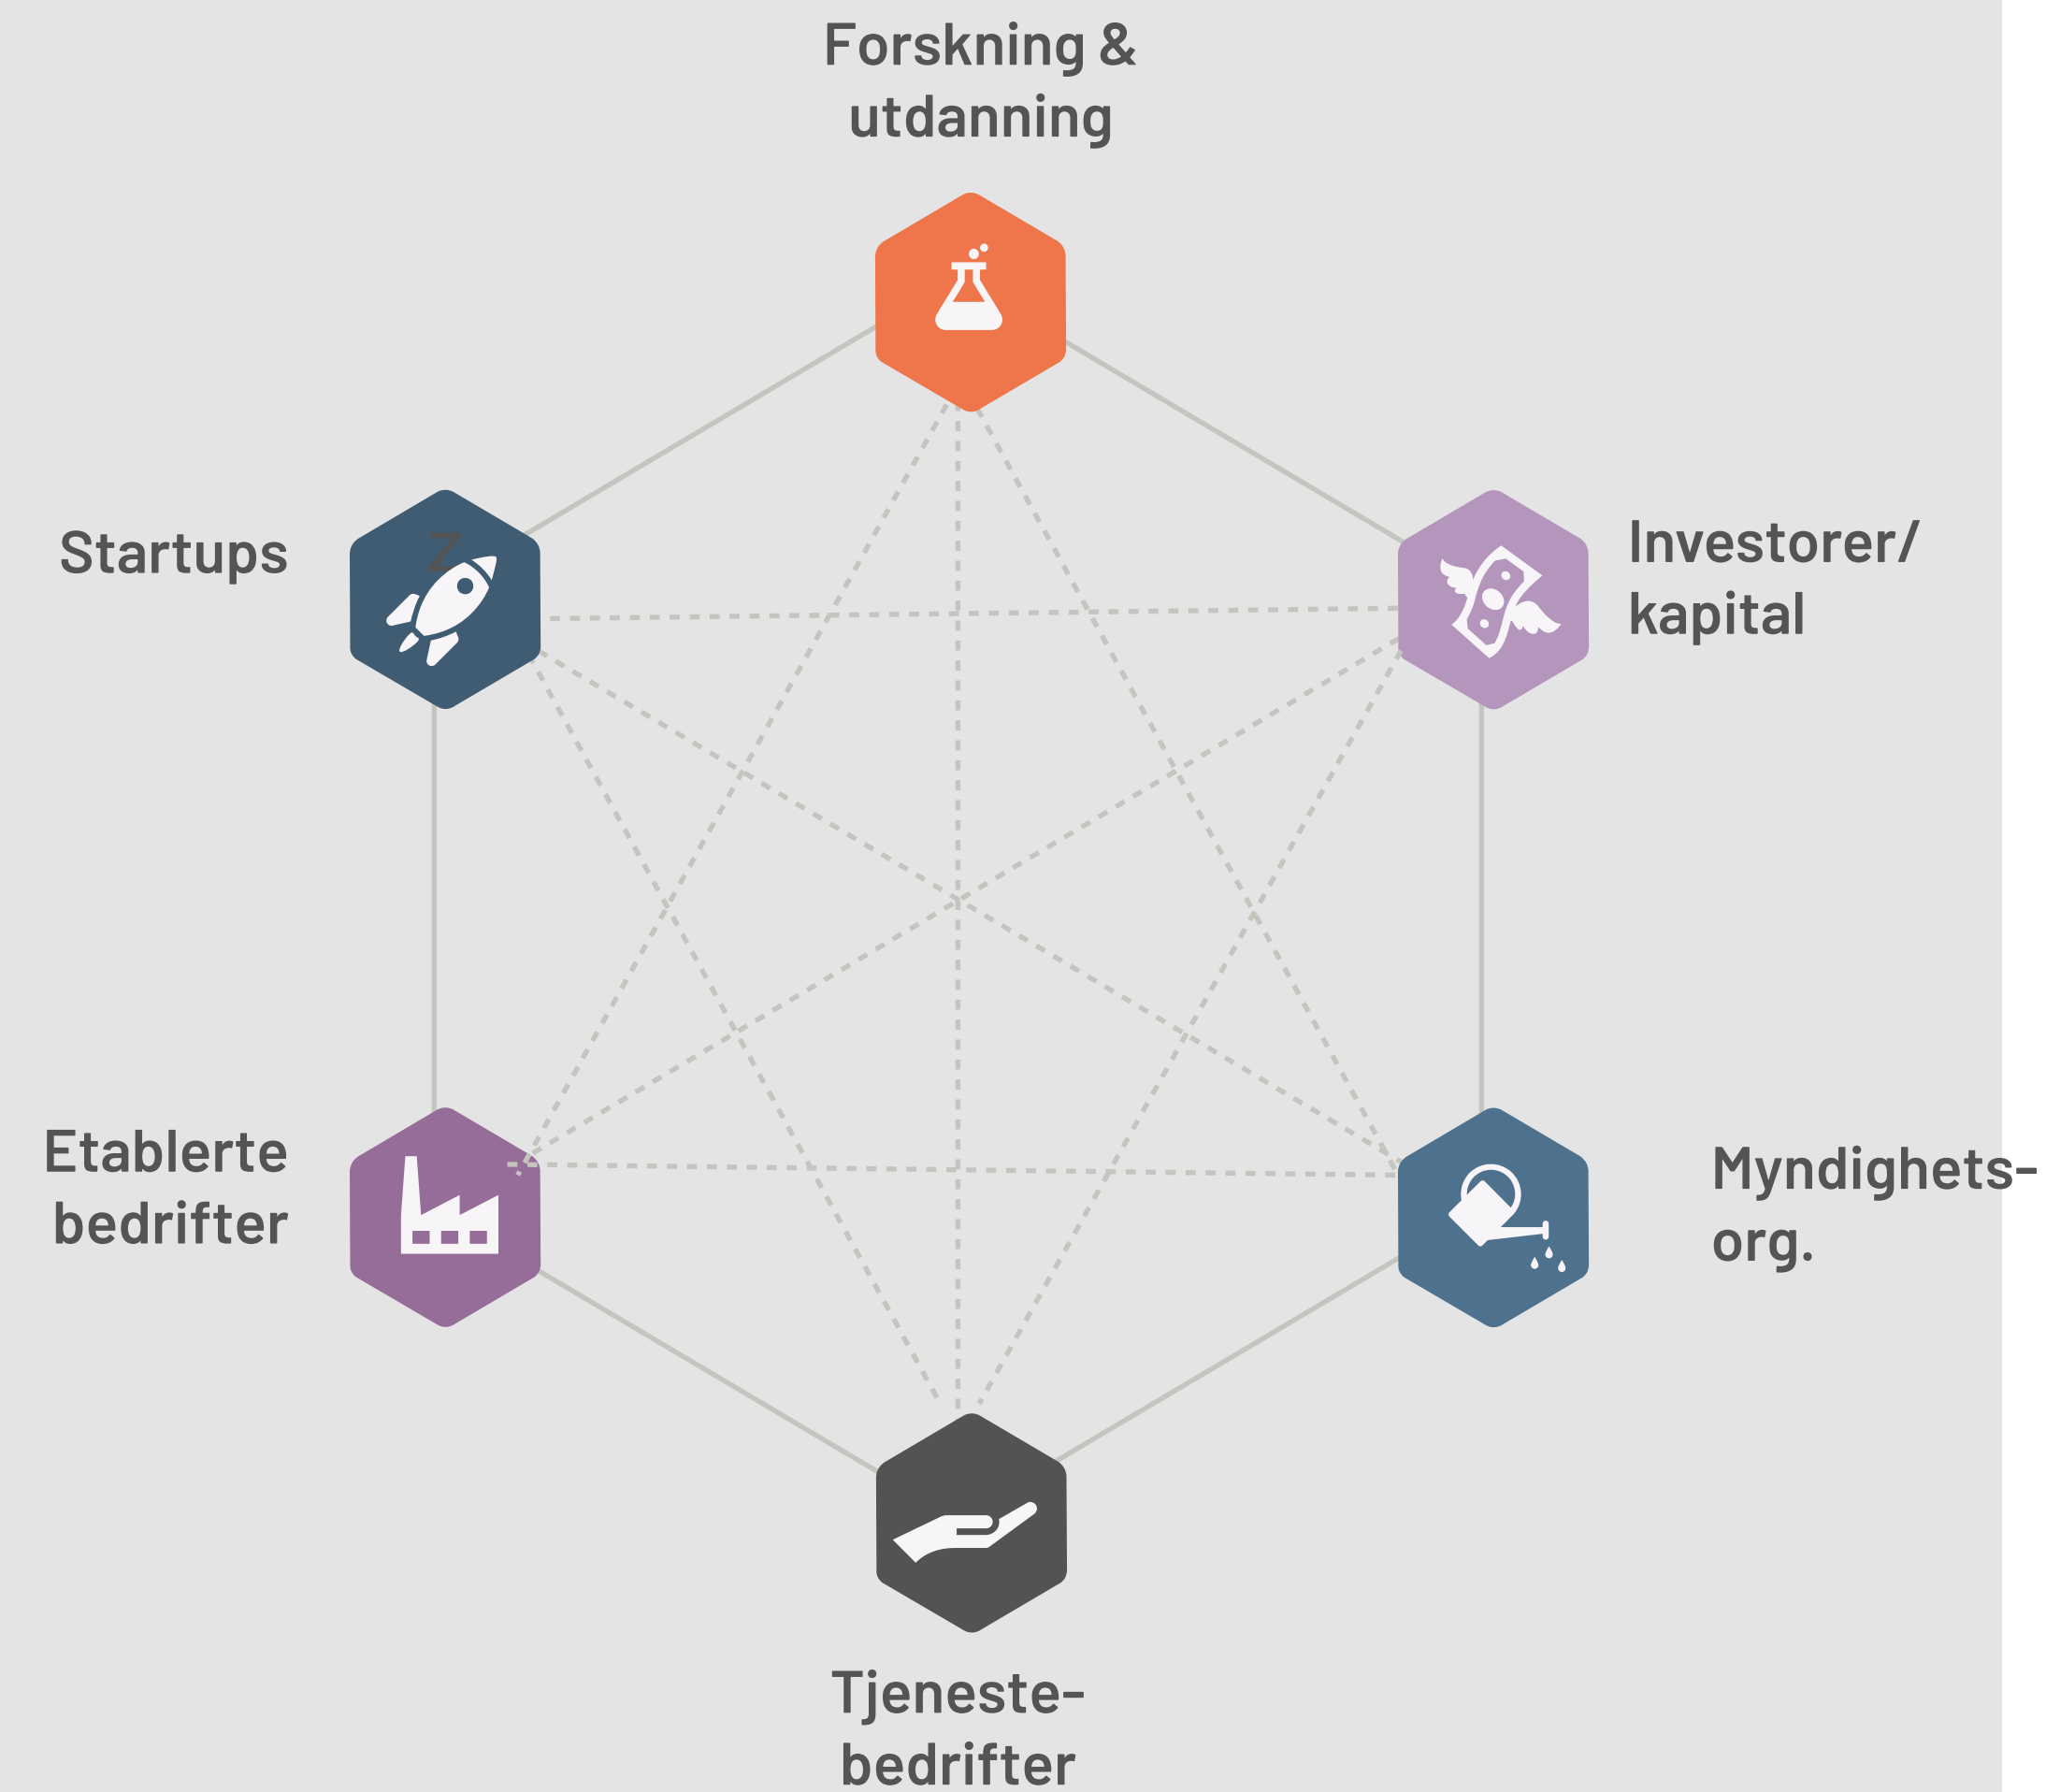 Forskning &
utdanning
Startups
Z
Investorer/
kapital
Etablerte
bedrifter
Myndighets-
org.
Tjeneste-
bedrifter